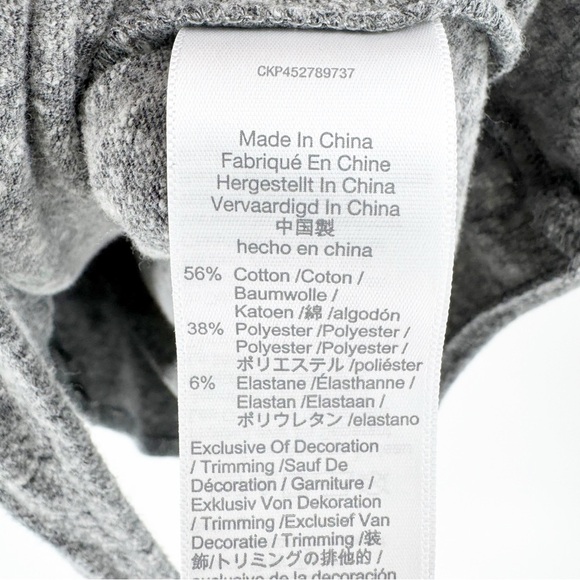 CKP452789737
Made In China
Fabriqué En Chine
Hergestellt In China
Vervaardigd In China
中国製
hecho en china
56% Cotton /Coton /
Baumwolle /
Katoen /綿 /algodón
38% Polyester /Polyester /
Polyester /Polyester /
ポリエステル /poliéster
6% Elastane /Élasthanne /
Elastan /Elastaan /
ポリウレタン /elastano
Exclusive Of Decoration
/ Trimming /Sauf De
Décoration / Garniture /
Exklusiv Von Dekoration
/ Trimming /Exclusief Van
Decoratie / Trimming /装
飾/トリミングの排他的 /
exclusivo de la decoración